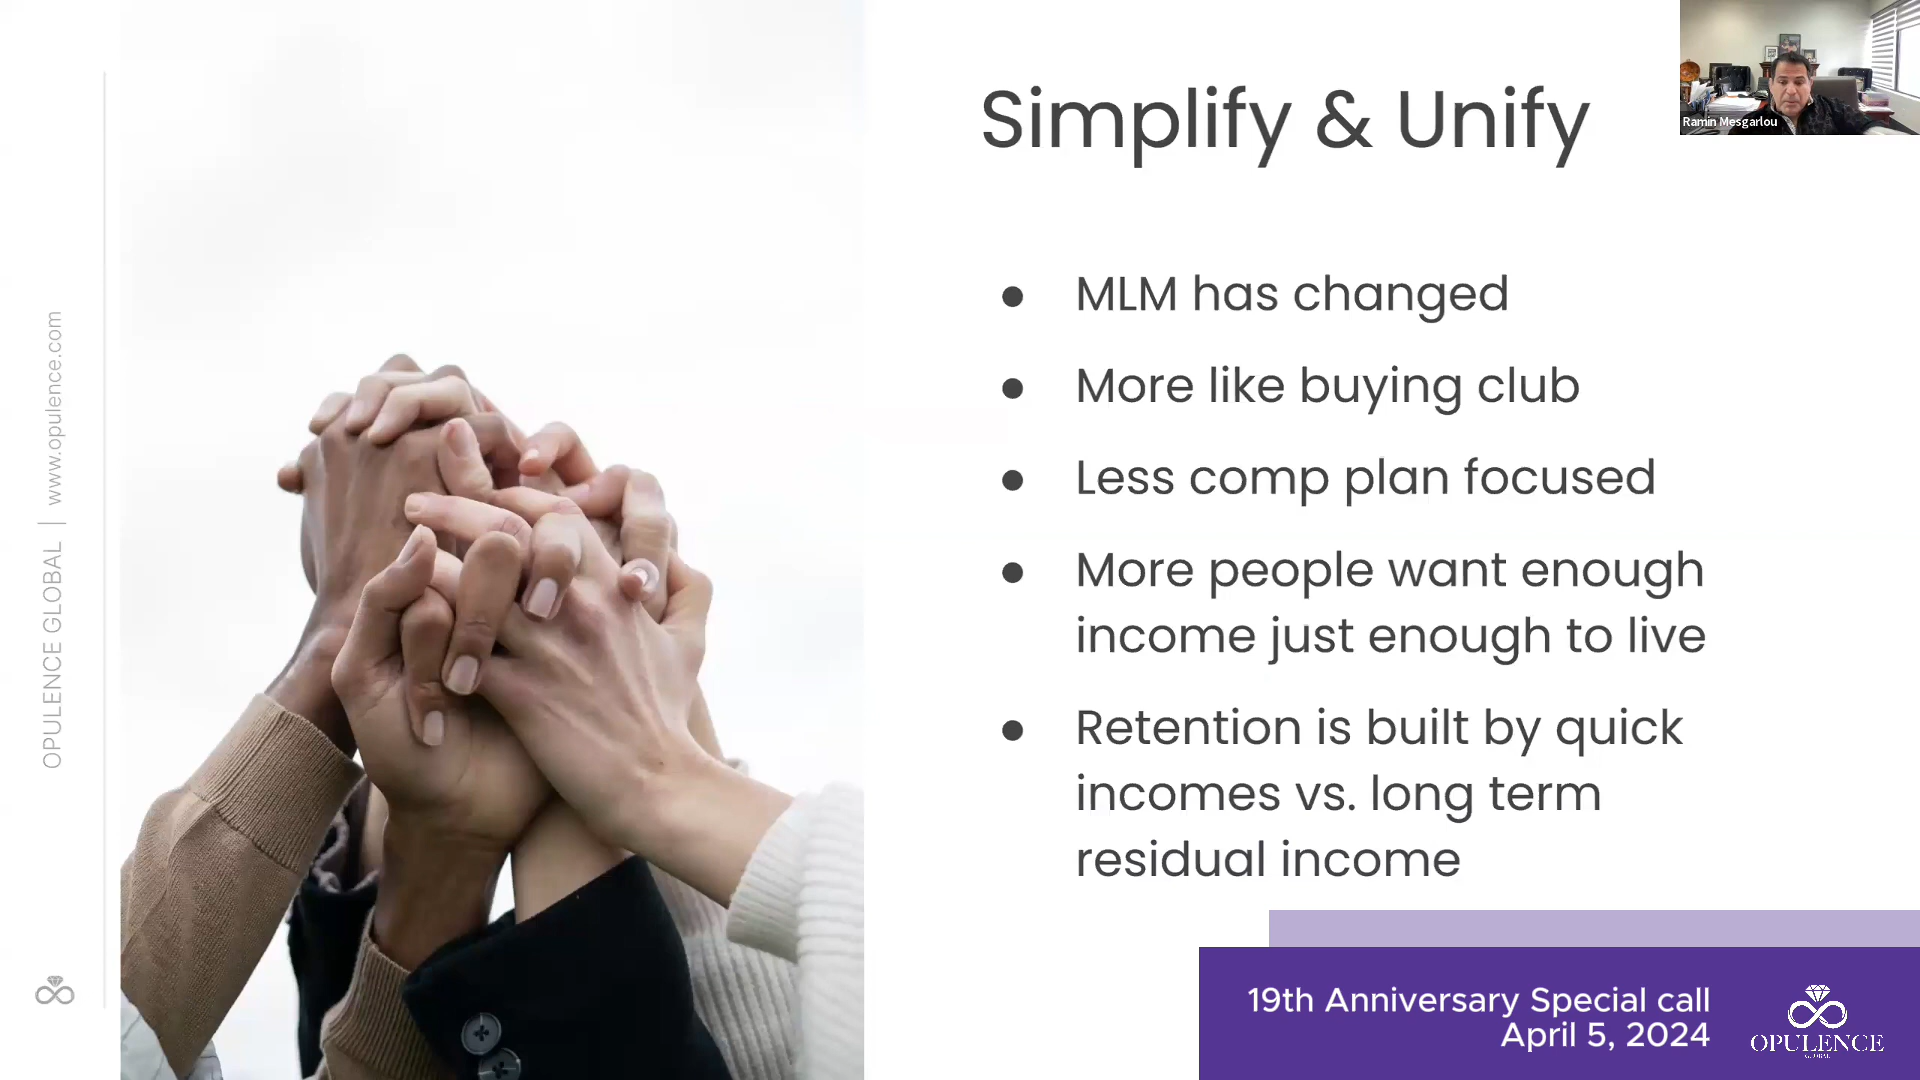 Simplify & Unify
Ramin Mesgarlou
● MLM has changed
● More like buying club
● Less comp plan focused
● More people want enough
income just enough to live
● Retention is built by quick
incomes vs. long term
residual income
OPULENCE GLOBAL | www.opulence.com
19th Anniversary Special call
April 5, 2024
OPULENCE
GLOBAL